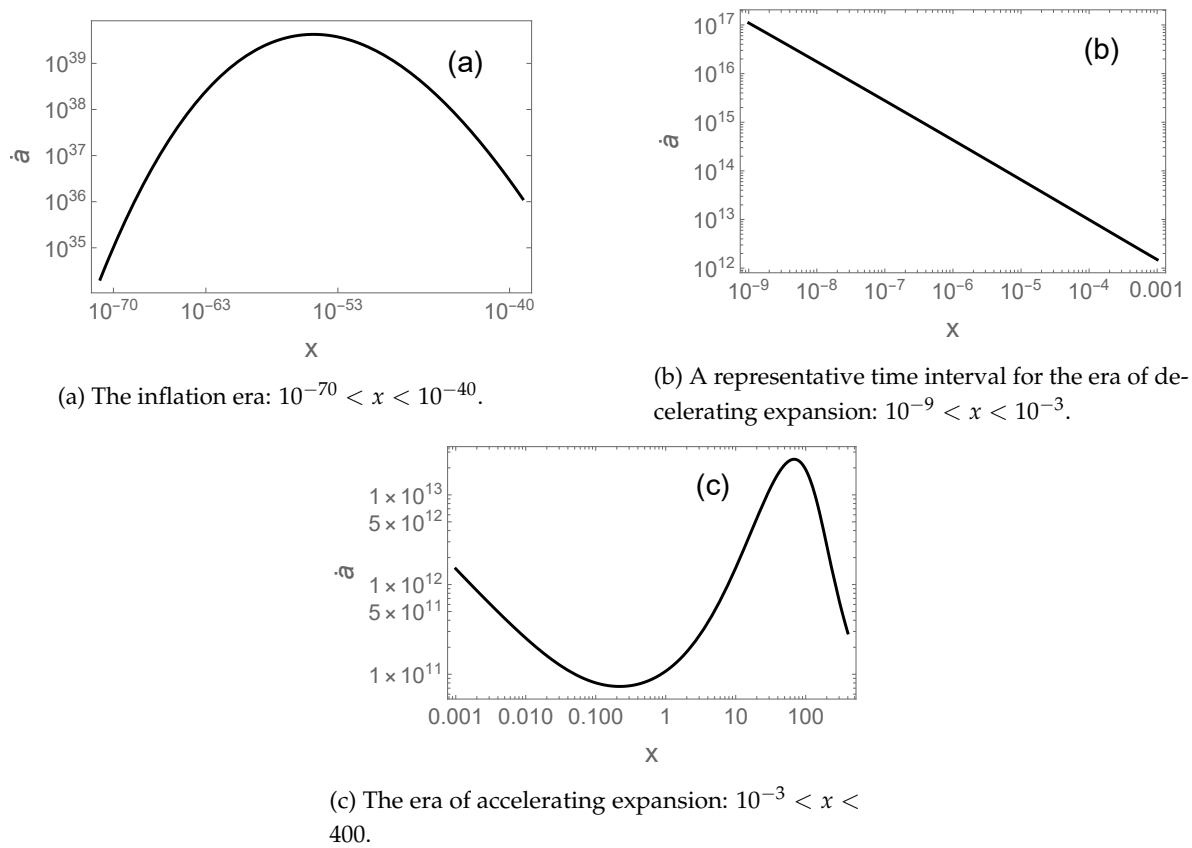 (a)
10^39
10^38
ȧ
10^37
10^36
10^35
10^−70 10^−63 10^−53 10^−40
x
(a) The inflation era: 10^−70 < x < 10^−40.
(b)
10^17
10^16
10^15
ȧ
10^14
10^13
10^12
10^−9 10^−8 10^−7 10^−6 10^−5 10^−4 0.001
x
(b) A representative time interval for the era of de-
celerating expansion: 10^−9 < x < 10^−3.
(c)
1 × 10^13
5 × 10^12
ȧ
1 × 10^12
5 × 10^11
1 × 10^11
0.001 0.010 0.100 1 10 100
x
(c) The era of accelerating expansion: 10^−3 < x <
400.